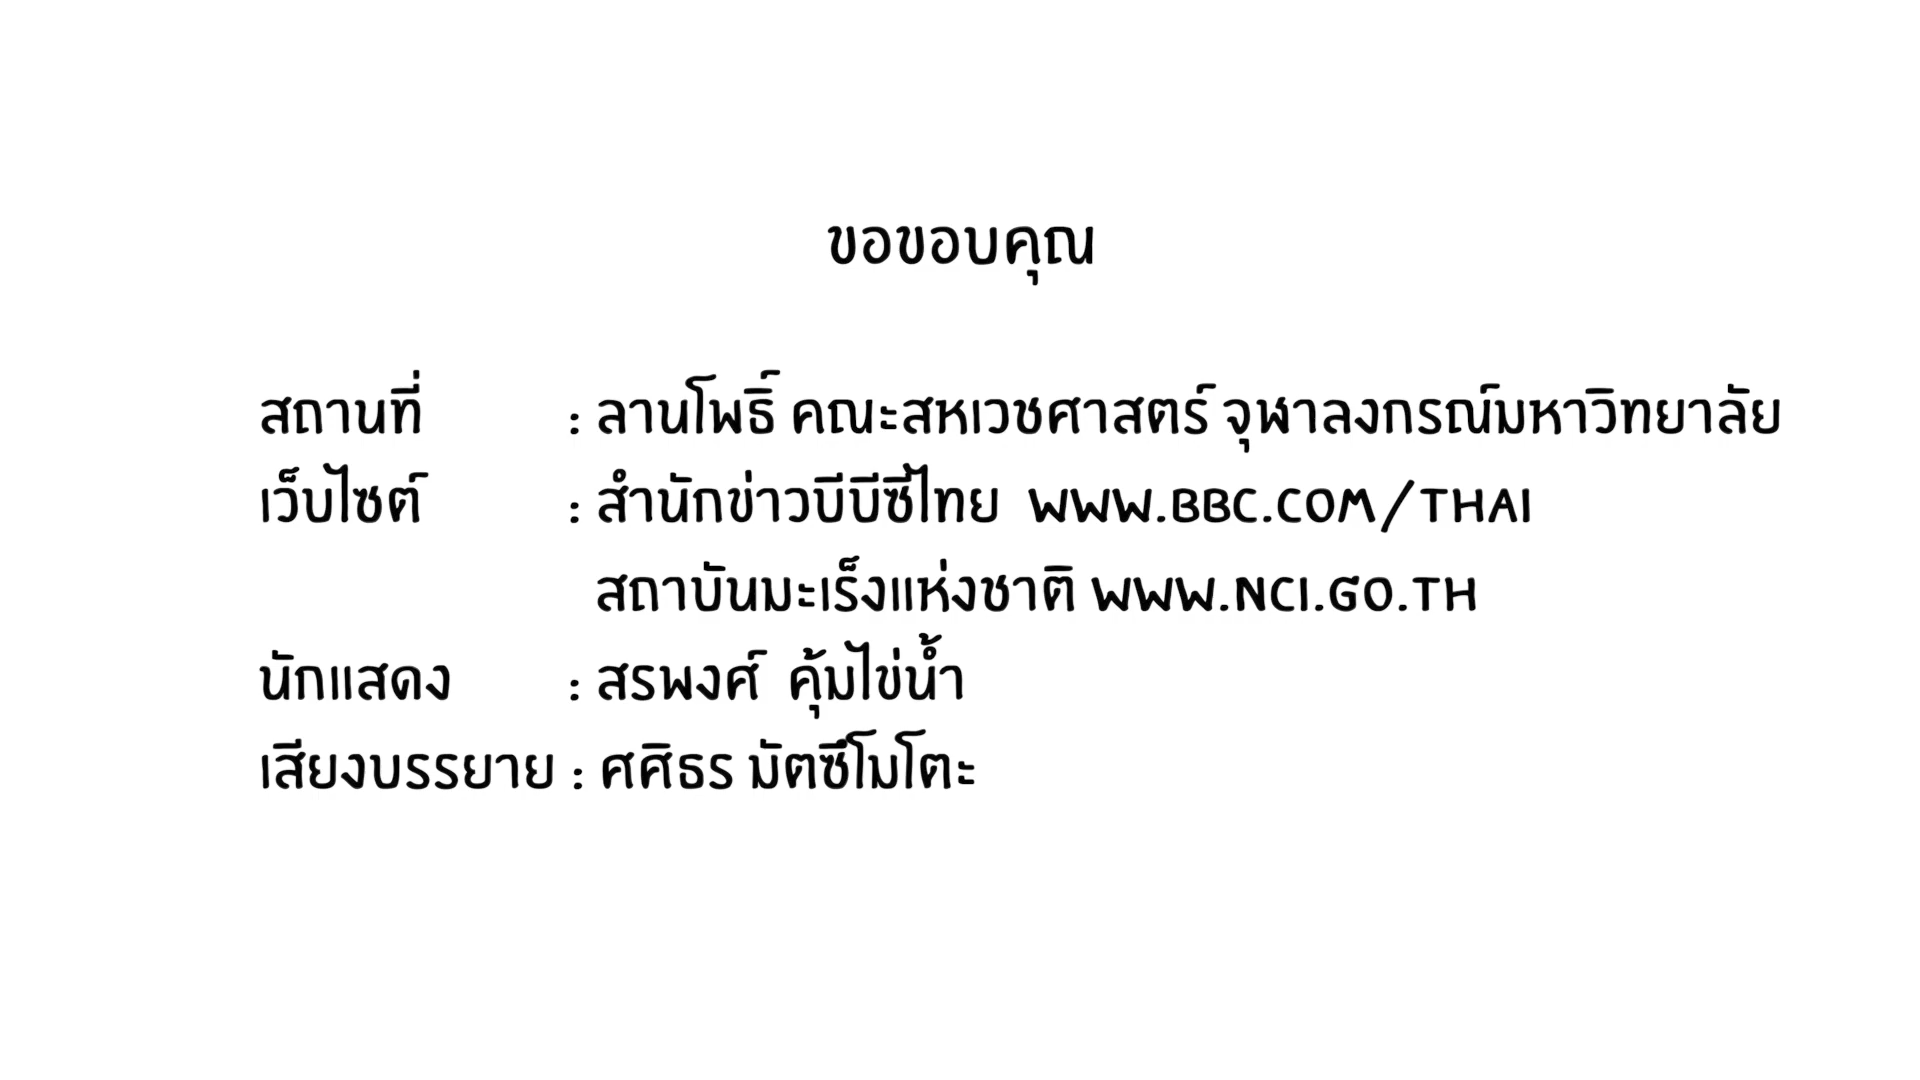 ขอขอบคุณ
สถานที่ : ลานโพธิ์ คณะสหเวชศาสตร์ จุฬาลงกรณ์มหาวิทยาลัย
เว็บไซต์ : สำนักข่าวบีบีซีไทย WWW.BBC.COM/THAI
สถาบันมะเร็งแห่งชาติ WWW.NCI.GO.TH
นักแสดง : สรพงศ์ คุ้มไข่น้ำ
เสียงบรรยาย : ศศิธร มัตซึโมโตะ